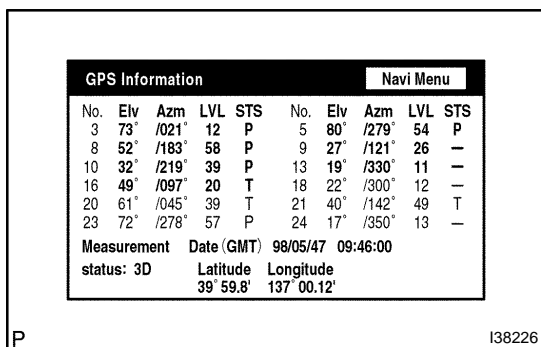 GPS Information Navi Menu
No. Elv Azm LVL STS No. Elv Azm LVL STS
3 73° /021° 12 P 5 80° /279° 54 P
8 52° /183° 58 P 9 27° /121° 26 —
10 32° /219° 39 P 13 19° /330° 11 —
16 49° /097° 20 T 18 22° /300° 12 —
20 61° /045° 39 T 21 40° /142° 49 T
23 72° /278° 57 P 24 17° /350° 13 —
Measurement Date (GMT) 98/05/47 09:46:00
status: 3D Latitude Longitude
39° 59.8' 137° 00.12'
P I38226